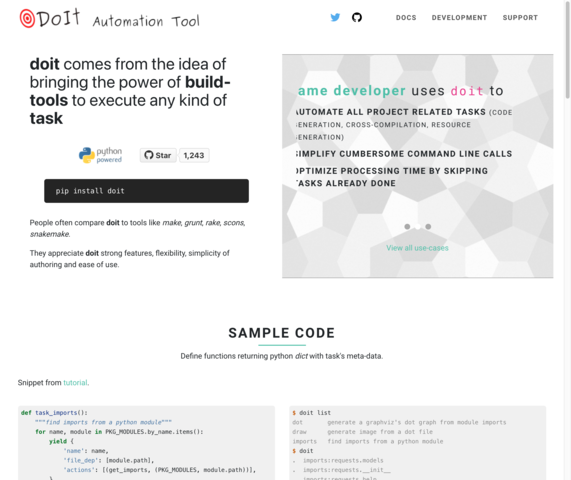 DoIt Automation Tool
DOCS DEVELOPMENT SUPPORT
doit comes from the idea of
bringing the power of build-
tools to execute any kind of
task
python
powered
Star 1,243
pip install doit
People often compare doit to tools like make, grunt, rake, scons,
snakemake.
They appreciate doit strong features, flexibility, simplicity of
authoring and ease of use.
ame developer uses doit to
AUTOMATE ALL PROJECT RELATED TASKS (CODE
ENERATION, CROSS-COMPILATION, RESOURCE
ENERATION)
SIMPLIFY CUMBERSOME COMMAND LINE CALLS
OPTIMIZE PROCESSING TIME BY SKIPPING
TASKS ALREADY DONE
View all use-cases
SAMPLE CODE
Define functions returning python dict with task's meta-data.
Snippet from tutorial.
def task_imports():
"""find imports from a python module"""
for name, module in PKG_MODULES.by_name.items():
yield {
'name': name,
'file_dep': [module.path],
'actions': [(get_imports, (PKG_MODULES, module.path))],
}
$ doit list
dot generate a graphviz's dot graph from module imports
draw generate image from a dot file
imports find imports from a python module
$ doit
. imports:requests.models
. imports:requests.__init__
. imports:requests.help